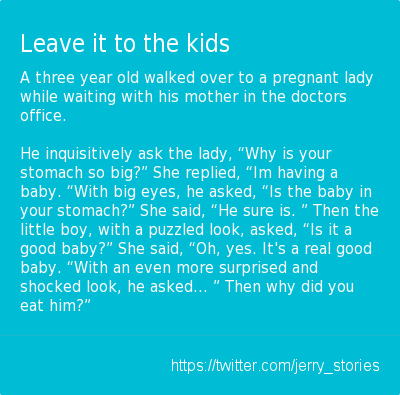 Leave it to the kids
A three year old walked over to a pregnant lady
while waiting with his mother in the doctors
office.
He inquisitively ask the lady, “Why is your
stomach so big?” She replied, “Im having a
baby. “With big eyes, he asked, “Is the baby in
your stomach?” She said, “He sure is. ” Then the
little boy, with a puzzled look, asked, “Is it a
good baby?” She said, “Oh, yes. It's a real good
baby. “With an even more surprised and
shocked look, he asked... ” Then why did you
eat him?”
https://twitter.com/jerry_stories